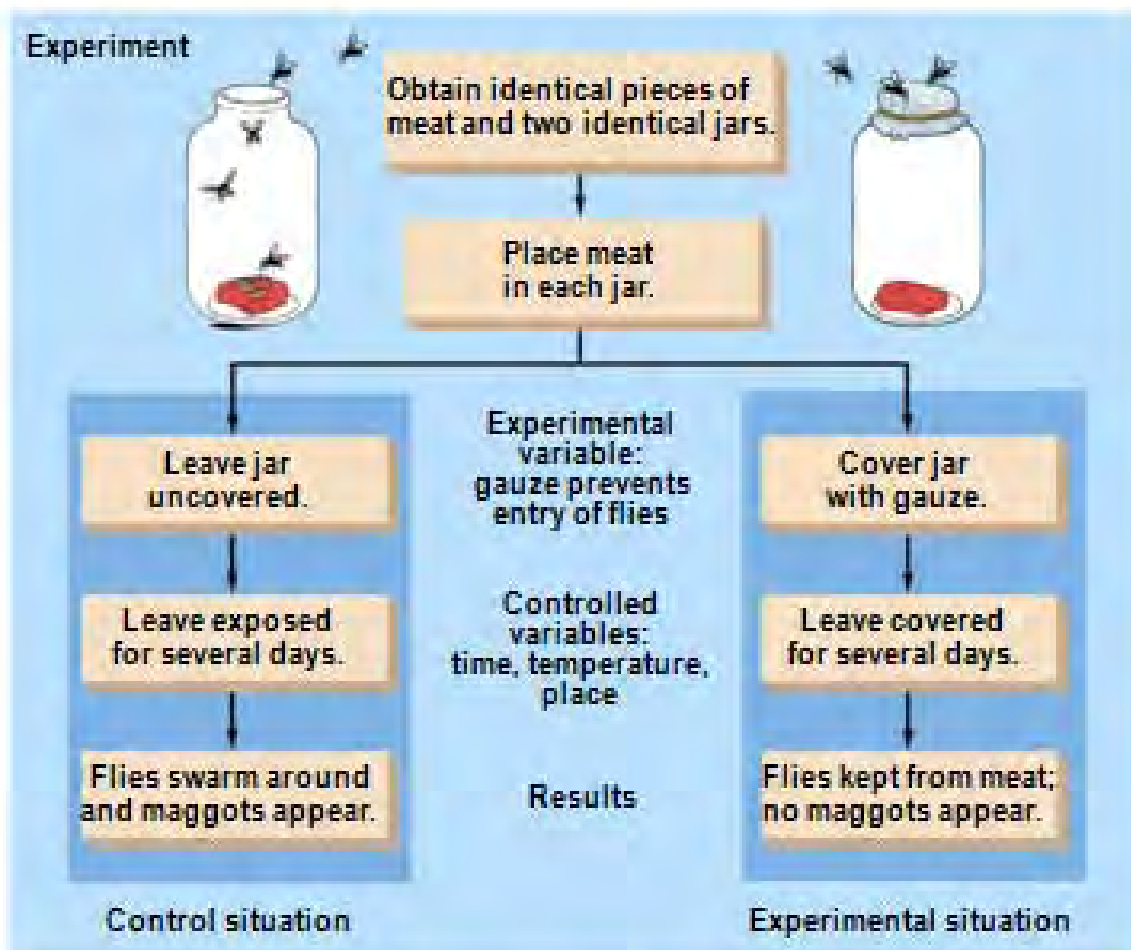 Experiment
Obtain identical pieces of
meat and two identical jars.
Place meat
in each jar.
Leave jar
uncovered.
Experimental
variable:
gauze prevents
entry of flies
Cover jar
with gauze.
Leave exposed
for several days.
Controlled
variables:
time, temperature,
place
Leave covered
for several days.
Flies swarm around
and maggots appear.
Results
Flies kept from meat;
no maggots appear.
Control situation
Experimental situation